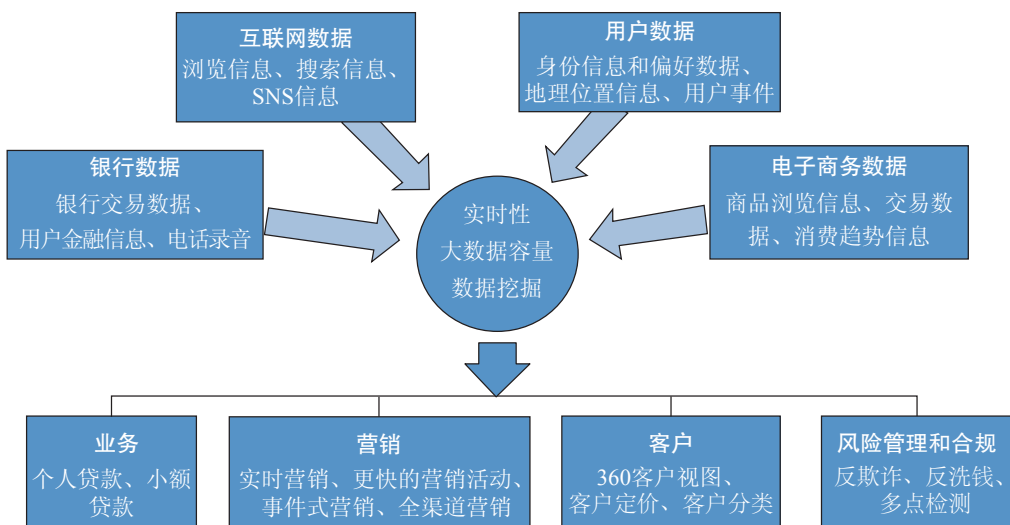 互联网数据
浏览信息、搜索信息、
SNS信息
用户数据
身份信息和偏好数据、
地理位置信息、用户事件
银行数据
银行交易数据、
用户金融信息、电话录音
电子商务数据
商品浏览信息、交易数
据、消费趋势信息
实时性
大数据容量
数据挖掘
业务
个人贷款、小额
贷款
营销
实时营销、更快的营销活动、
事件式营销、全渠道营销
客户
360客户视图、
客户定价、客户分类
风险管理和合规
反欺诈、反洗钱、
多点检测